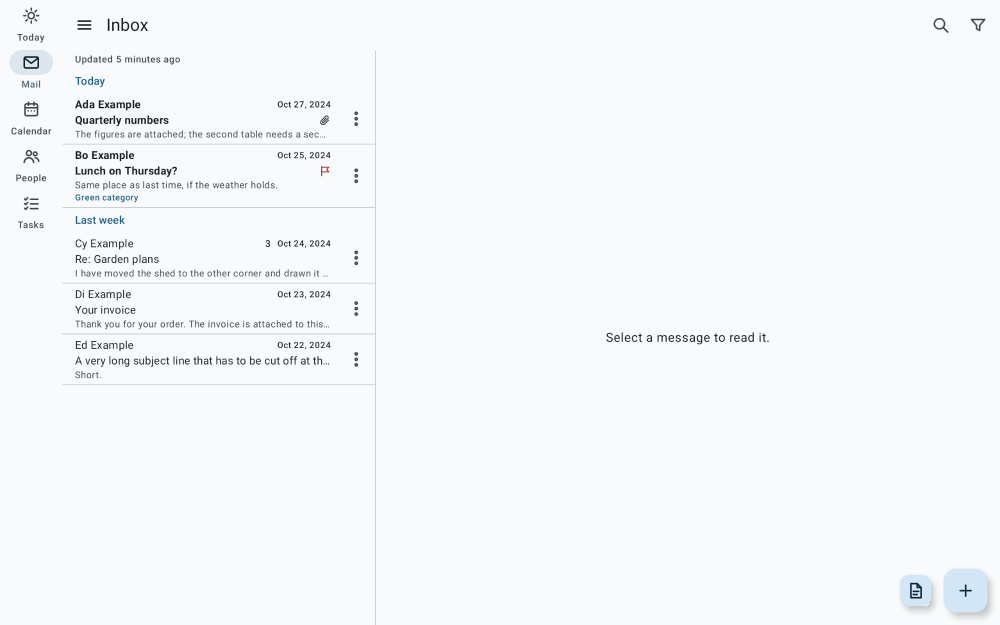 Today
Mail
Calendar
People
Tasks
Inbox
Updated 5 minutes ago
Today
Ada Example Oct 27, 2024
Quarterly numbers
The figures are attached; the second table needs a sec…
Bo Example Oct 25, 2024
Lunch on Thursday?
Same place as last time, if the weather holds.
Green category
Last week
Cy Example 3 Oct 24, 2024
Re: Garden plans
I have moved the shed to the other corner and drawn it …
Di Example Oct 23, 2024
Your invoice
Thank you for your order. The invoice is attached to this…
Ed Example Oct 22, 2024
A very long subject line that has to be cut off at th…
Short.
Select a message to read it.